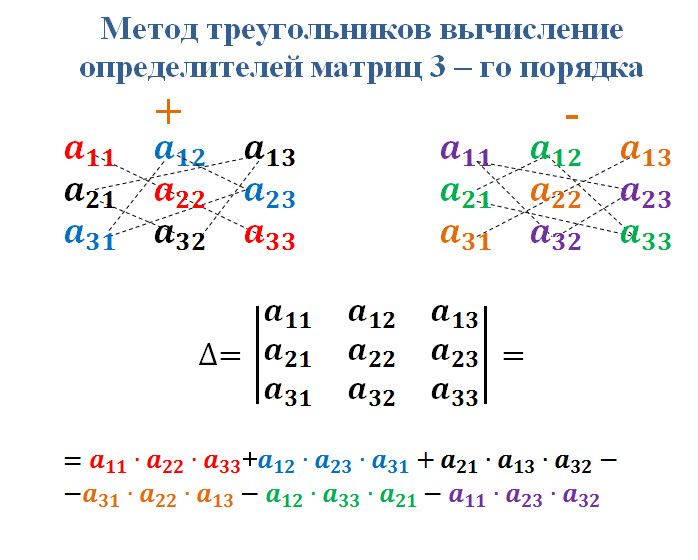 Метод треугольников вычисление
определителей матриц 3 – го порядка
+ -
a₁₁ a₁₂ a₁₃ a₁₁ a₁₂ a₁₃
a₂₁ a₂₂ a₂₃ a₂₁ a₂₂ a₂₃
a₃₁ a₃₂ a₃₃ a₃₁ a₃₂ a₃₃
a₁₁ a₁₂ a₁₃
Δ= |a₂₁ a₂₂ a₂₃| =
a₃₁ a₃₂ a₃₃
= a₁₁ · a₂₂ · a₃₃+a₁₂ · a₂₃ · a₃₁ + a₂₁ · a₁₃ · a₃₂ −
−a₃₁ · a₂₂ · a₁₃ − a₁₂ · a₃₃ · a₂₁ − a₁₁ · a₂₃ · a₃₂